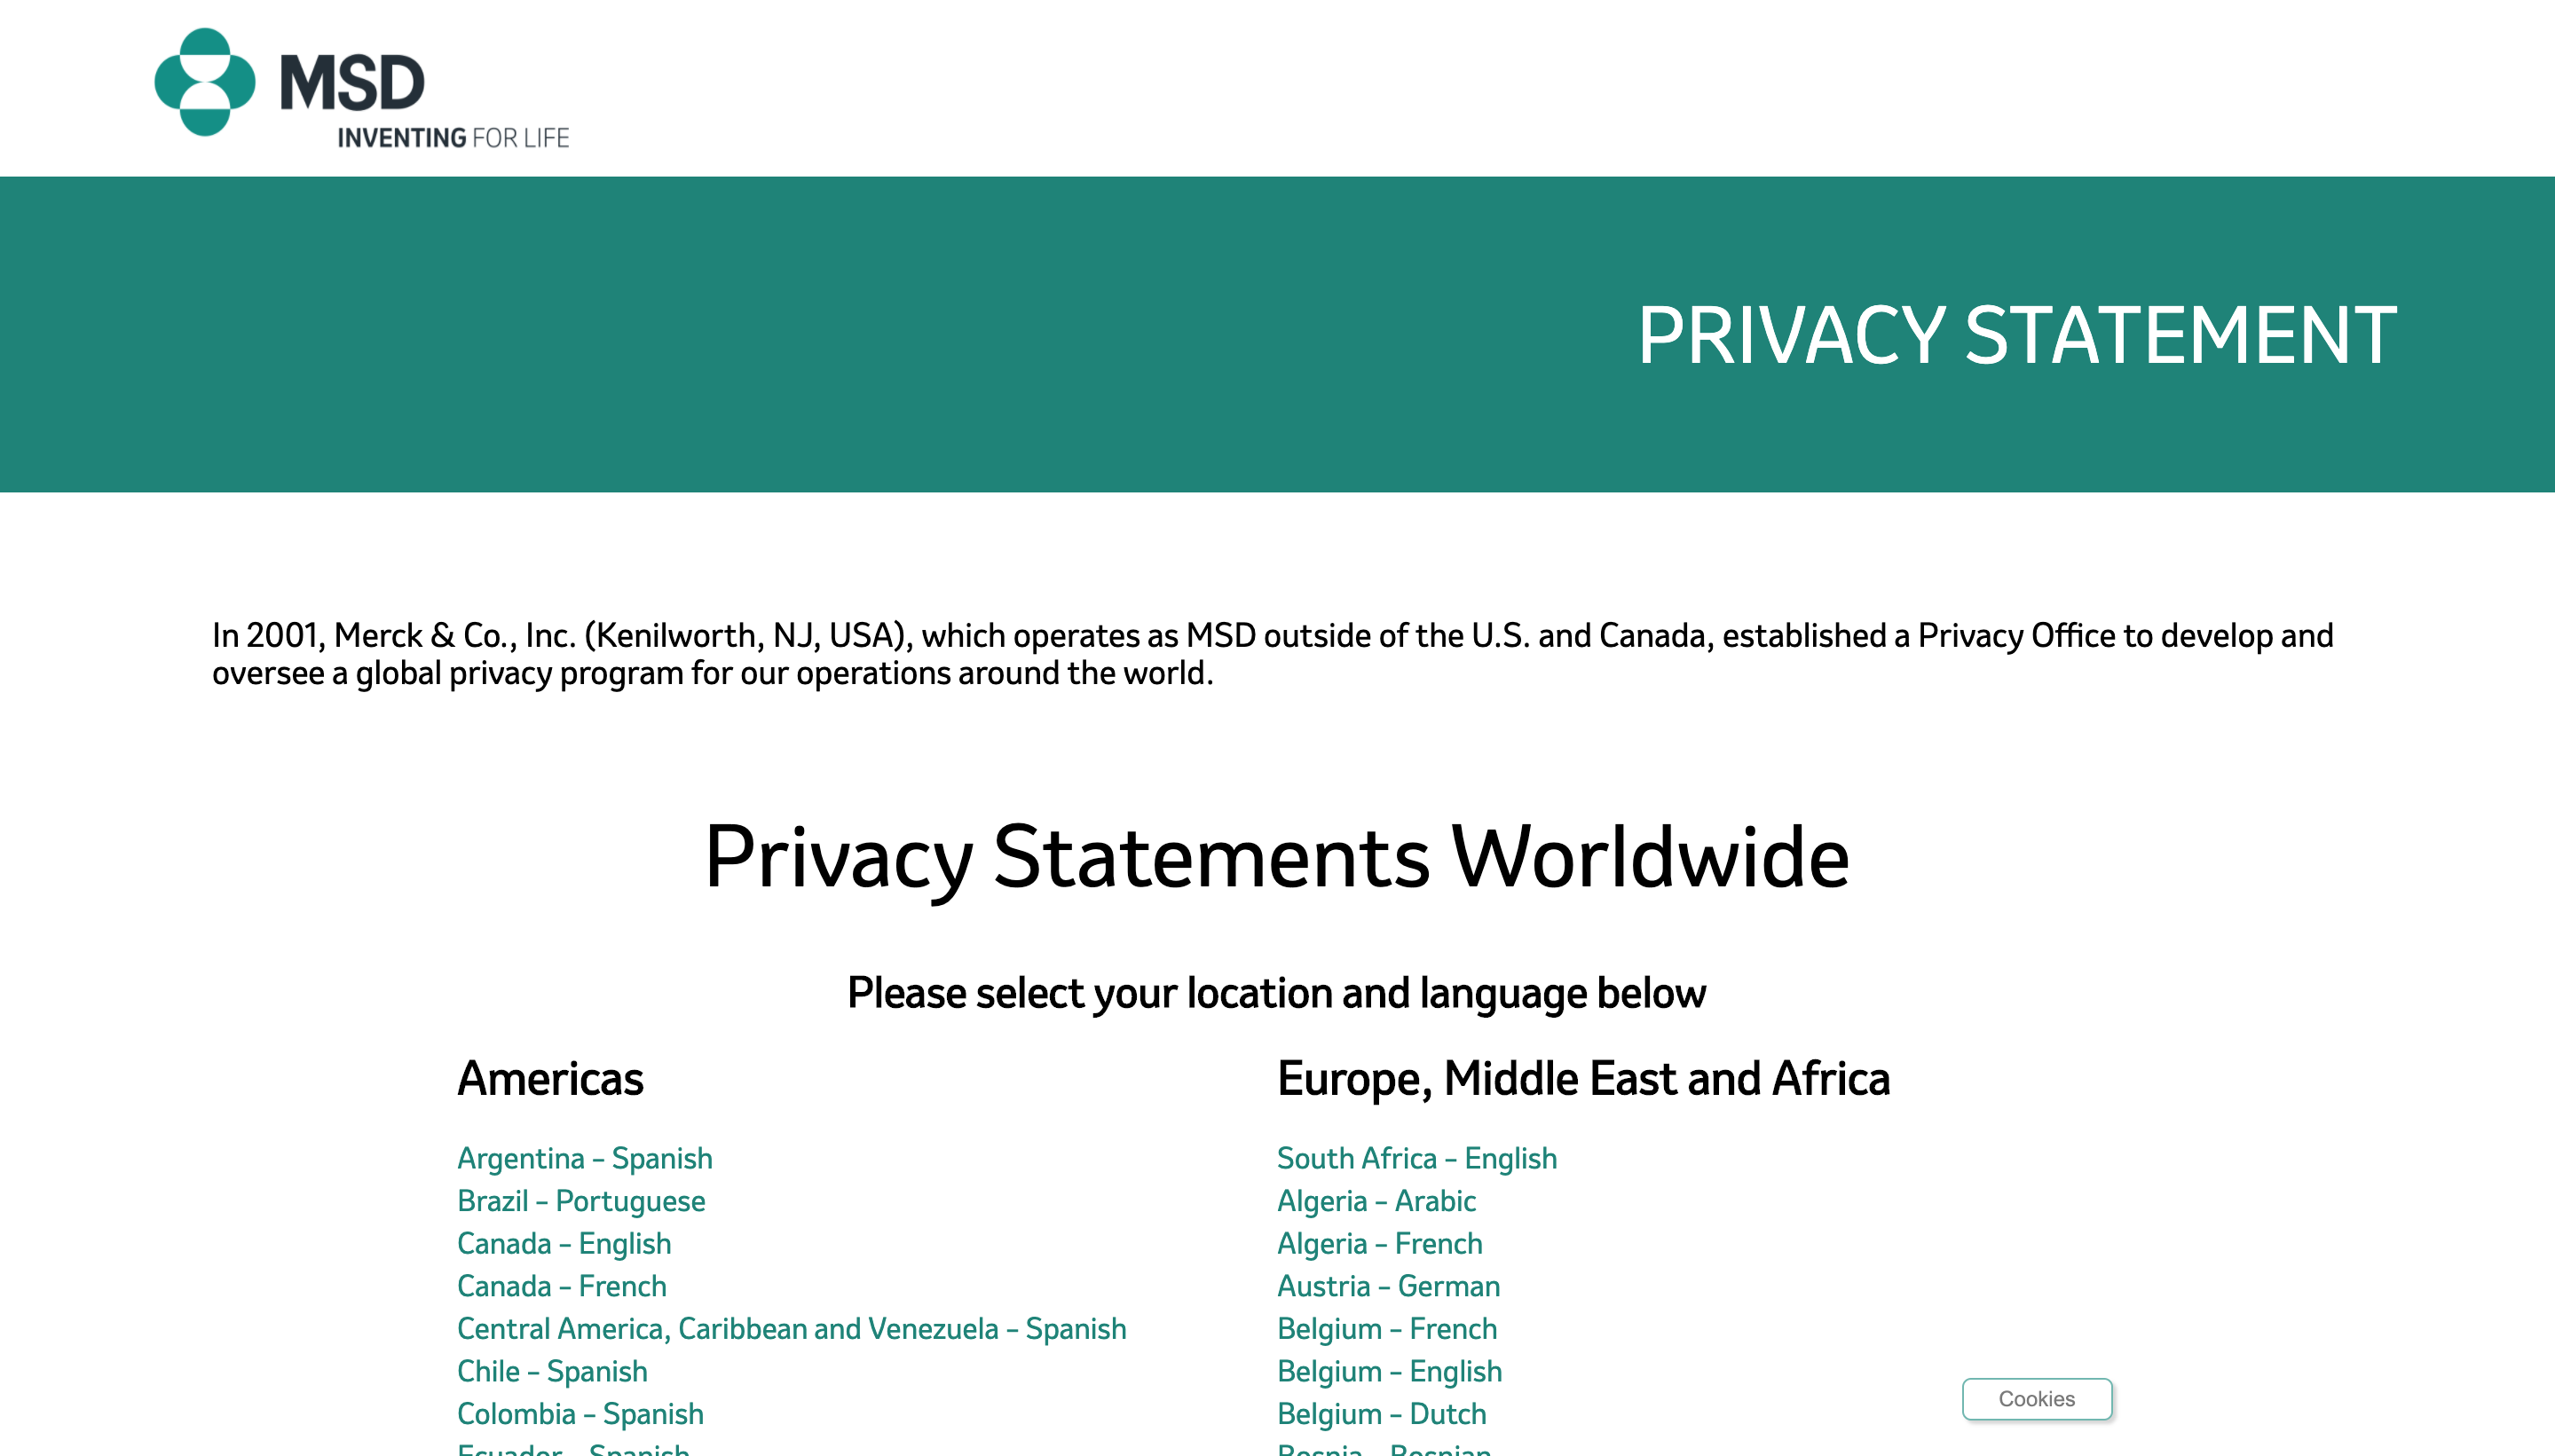 MSD
INVENTING FOR LIFE
PRIVACY STATEMENT
In 2001, Merck & Co., Inc. (Kenilworth, NJ, USA), which operates as MSD outside of the U.S. and Canada, established a Privacy Office to develop and
oversee a global privacy program for our operations around the world.
Privacy Statements Worldwide
Please select your location and language below
Americas
Argentina – Spanish
Brazil – Portuguese
Canada – English
Canada – French
Central America, Caribbean and Venezuela – Spanish
Chile – Spanish
Colombia – Spanish
Ecuador – Spanish
Europe, Middle East and Africa
South Africa – English
Algeria – Arabic
Algeria – French
Austria – German
Belgium – French
Belgium – English
Belgium – Dutch
Bosnia – Bosnian
Cookies